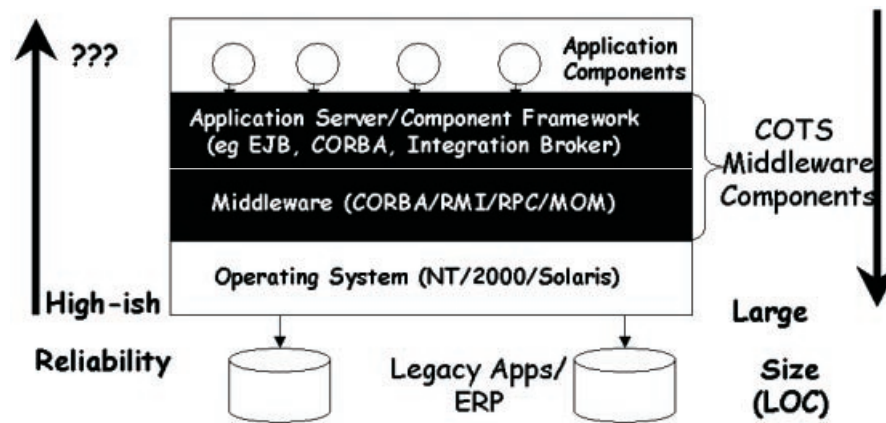 ???
Application
Components
Application Server/Component Framework
(eg EJB, CORBA, Integration Broker)
COTS
Middleware
Components
Middleware (CORBA/RMI/RPC/MOM)
Operating System (NT/2000/Solaris)
High-ish
Large
Reliability
Legacy Apps/
ERP
Size
(LOC)